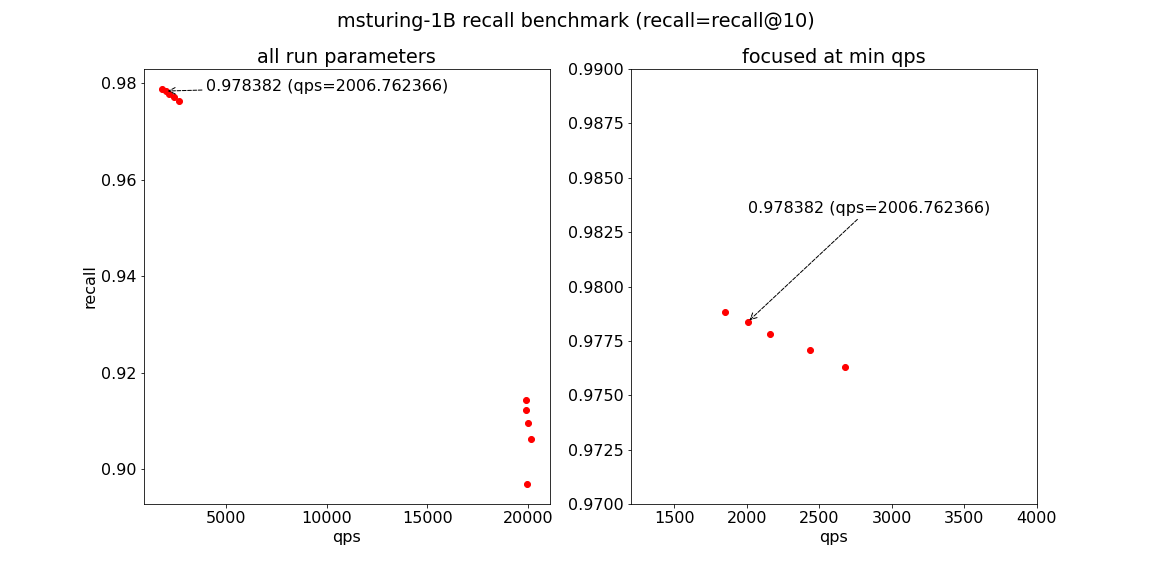 msturing-1B recall benchmark (recall=recall@10)
all run parameters
0.98
0.96
0.94
0.92
0.90
recall
0.978382 (qps=2006.762366)
5000 10000 15000 20000
qps
focused at min qps
0.9900
0.9875
0.9850
0.9825
0.9800
0.9775
0.9750
0.9725
0.9700
0.978382 (qps=2006.762366)
1500 2000 2500 3000 3500 4000
qps